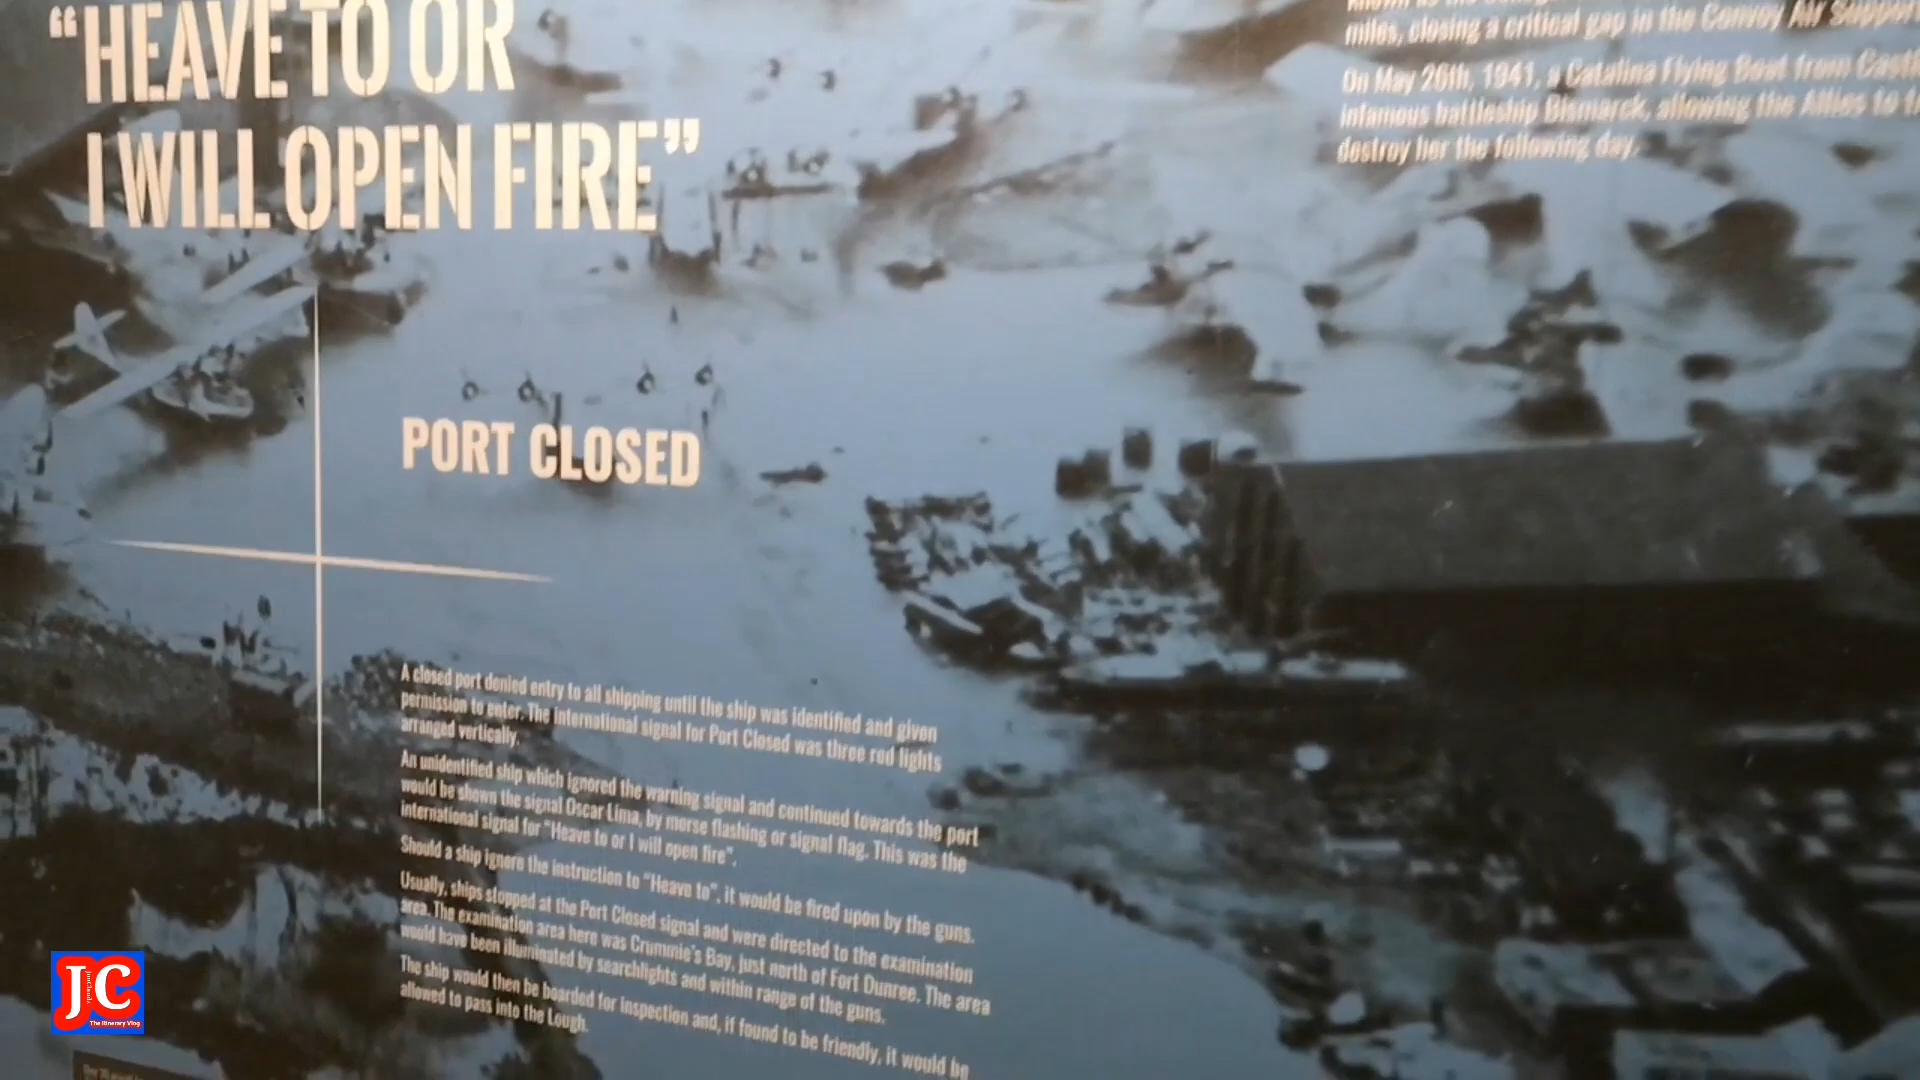 “HEAVE TO OR
I WILL OPEN FIRE”
miles, closing a critical gap in the Convoy Air Support
On May 26th, 1941, a Catalina Flying Boat from
infamous battleship Bismarck, allowing the Allies to
destroy her the following day.
PORT CLOSED
A closed port denied entry to all shipping until the ship was identified and given
permission to enter. The international signal for Port Closed was three red lights
arranged vertically.
An unidentified ship which ignored the warning signal and continued towards the port
would be shown the signal Oscar Lima, by morse flashing or signal flag. This was the
international signal for "Heave to or I will open fire".
Should a ship ignore the instruction to "Heave to", it would be fired upon by the guns.
Usually, ships stopped at the Port Closed signal and were directed to the examination
area. The examination area here was Crummie's Bay, just north of Fort Dunree. The area
would have been illuminated by searchlights and within range of the guns.
The ship would then be boarded for inspection and, if found to be friendly, it would be
allowed to pass into the Lough.
JC
The Itinerary Vlog